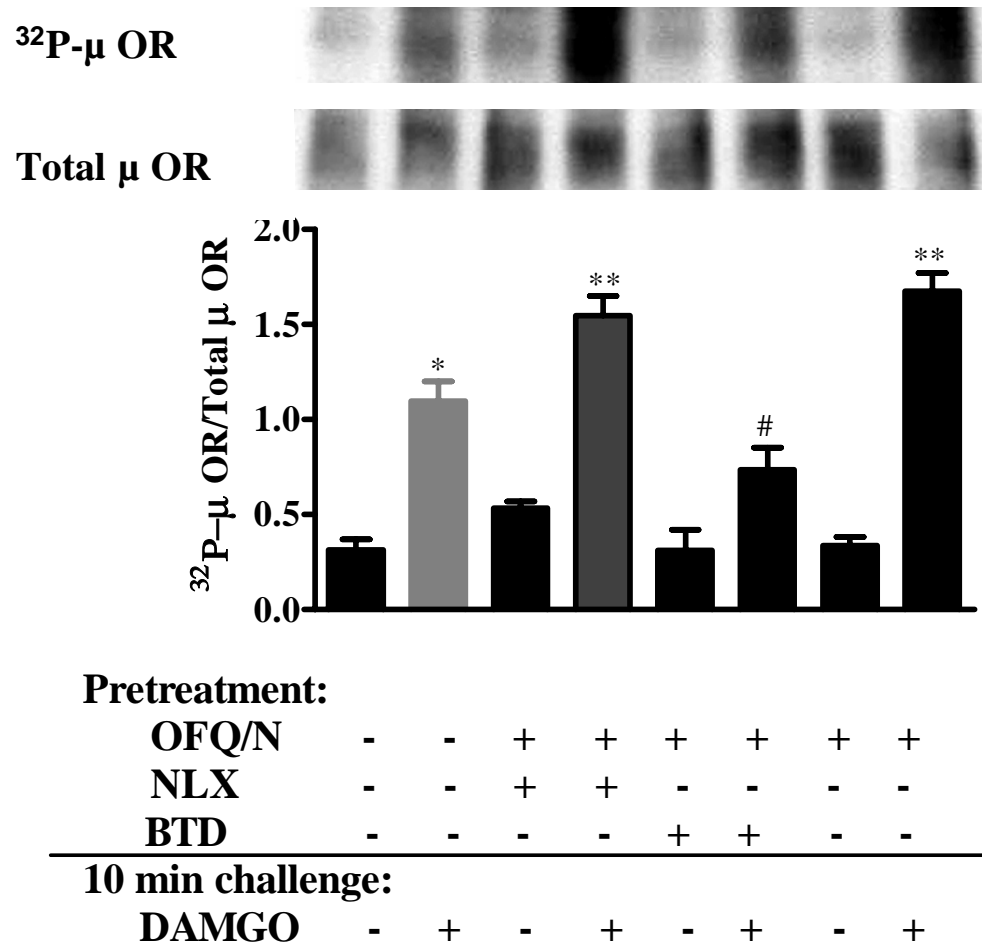 ³²P-µ OR
Total µ OR
³²P–µ OR/Total µ OR
2.0
1.5
1.0
0.5
0.0
*
**
#
**
Pretreatment:
OFQ/N - - + + + + + +
NLX - - + + - - - -
BTD - - - - + + - -
10 min challenge:
DAMGO - + - + - + - +